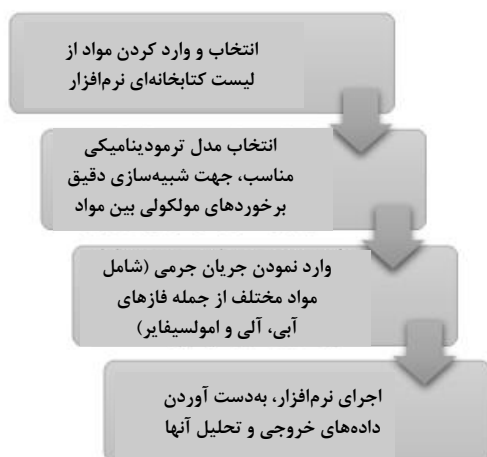 انتخاب و وارد کردن مواد از
لیست کتابخانه‌ای نرم‌افزار
انتخاب مدل ترمودینامیکی
مناسب، جهت شبیه‌سازی دقیق
برخوردهای مولکولی بین مواد
وارد نمودن جریان جرمی (شامل
مواد مختلف از جمله فازهای
آبی، آلی و امولسیفایر)
اجرای نرم‌افزار، به‌دست آوردن
داده‌های خروجی و تحلیل آنها